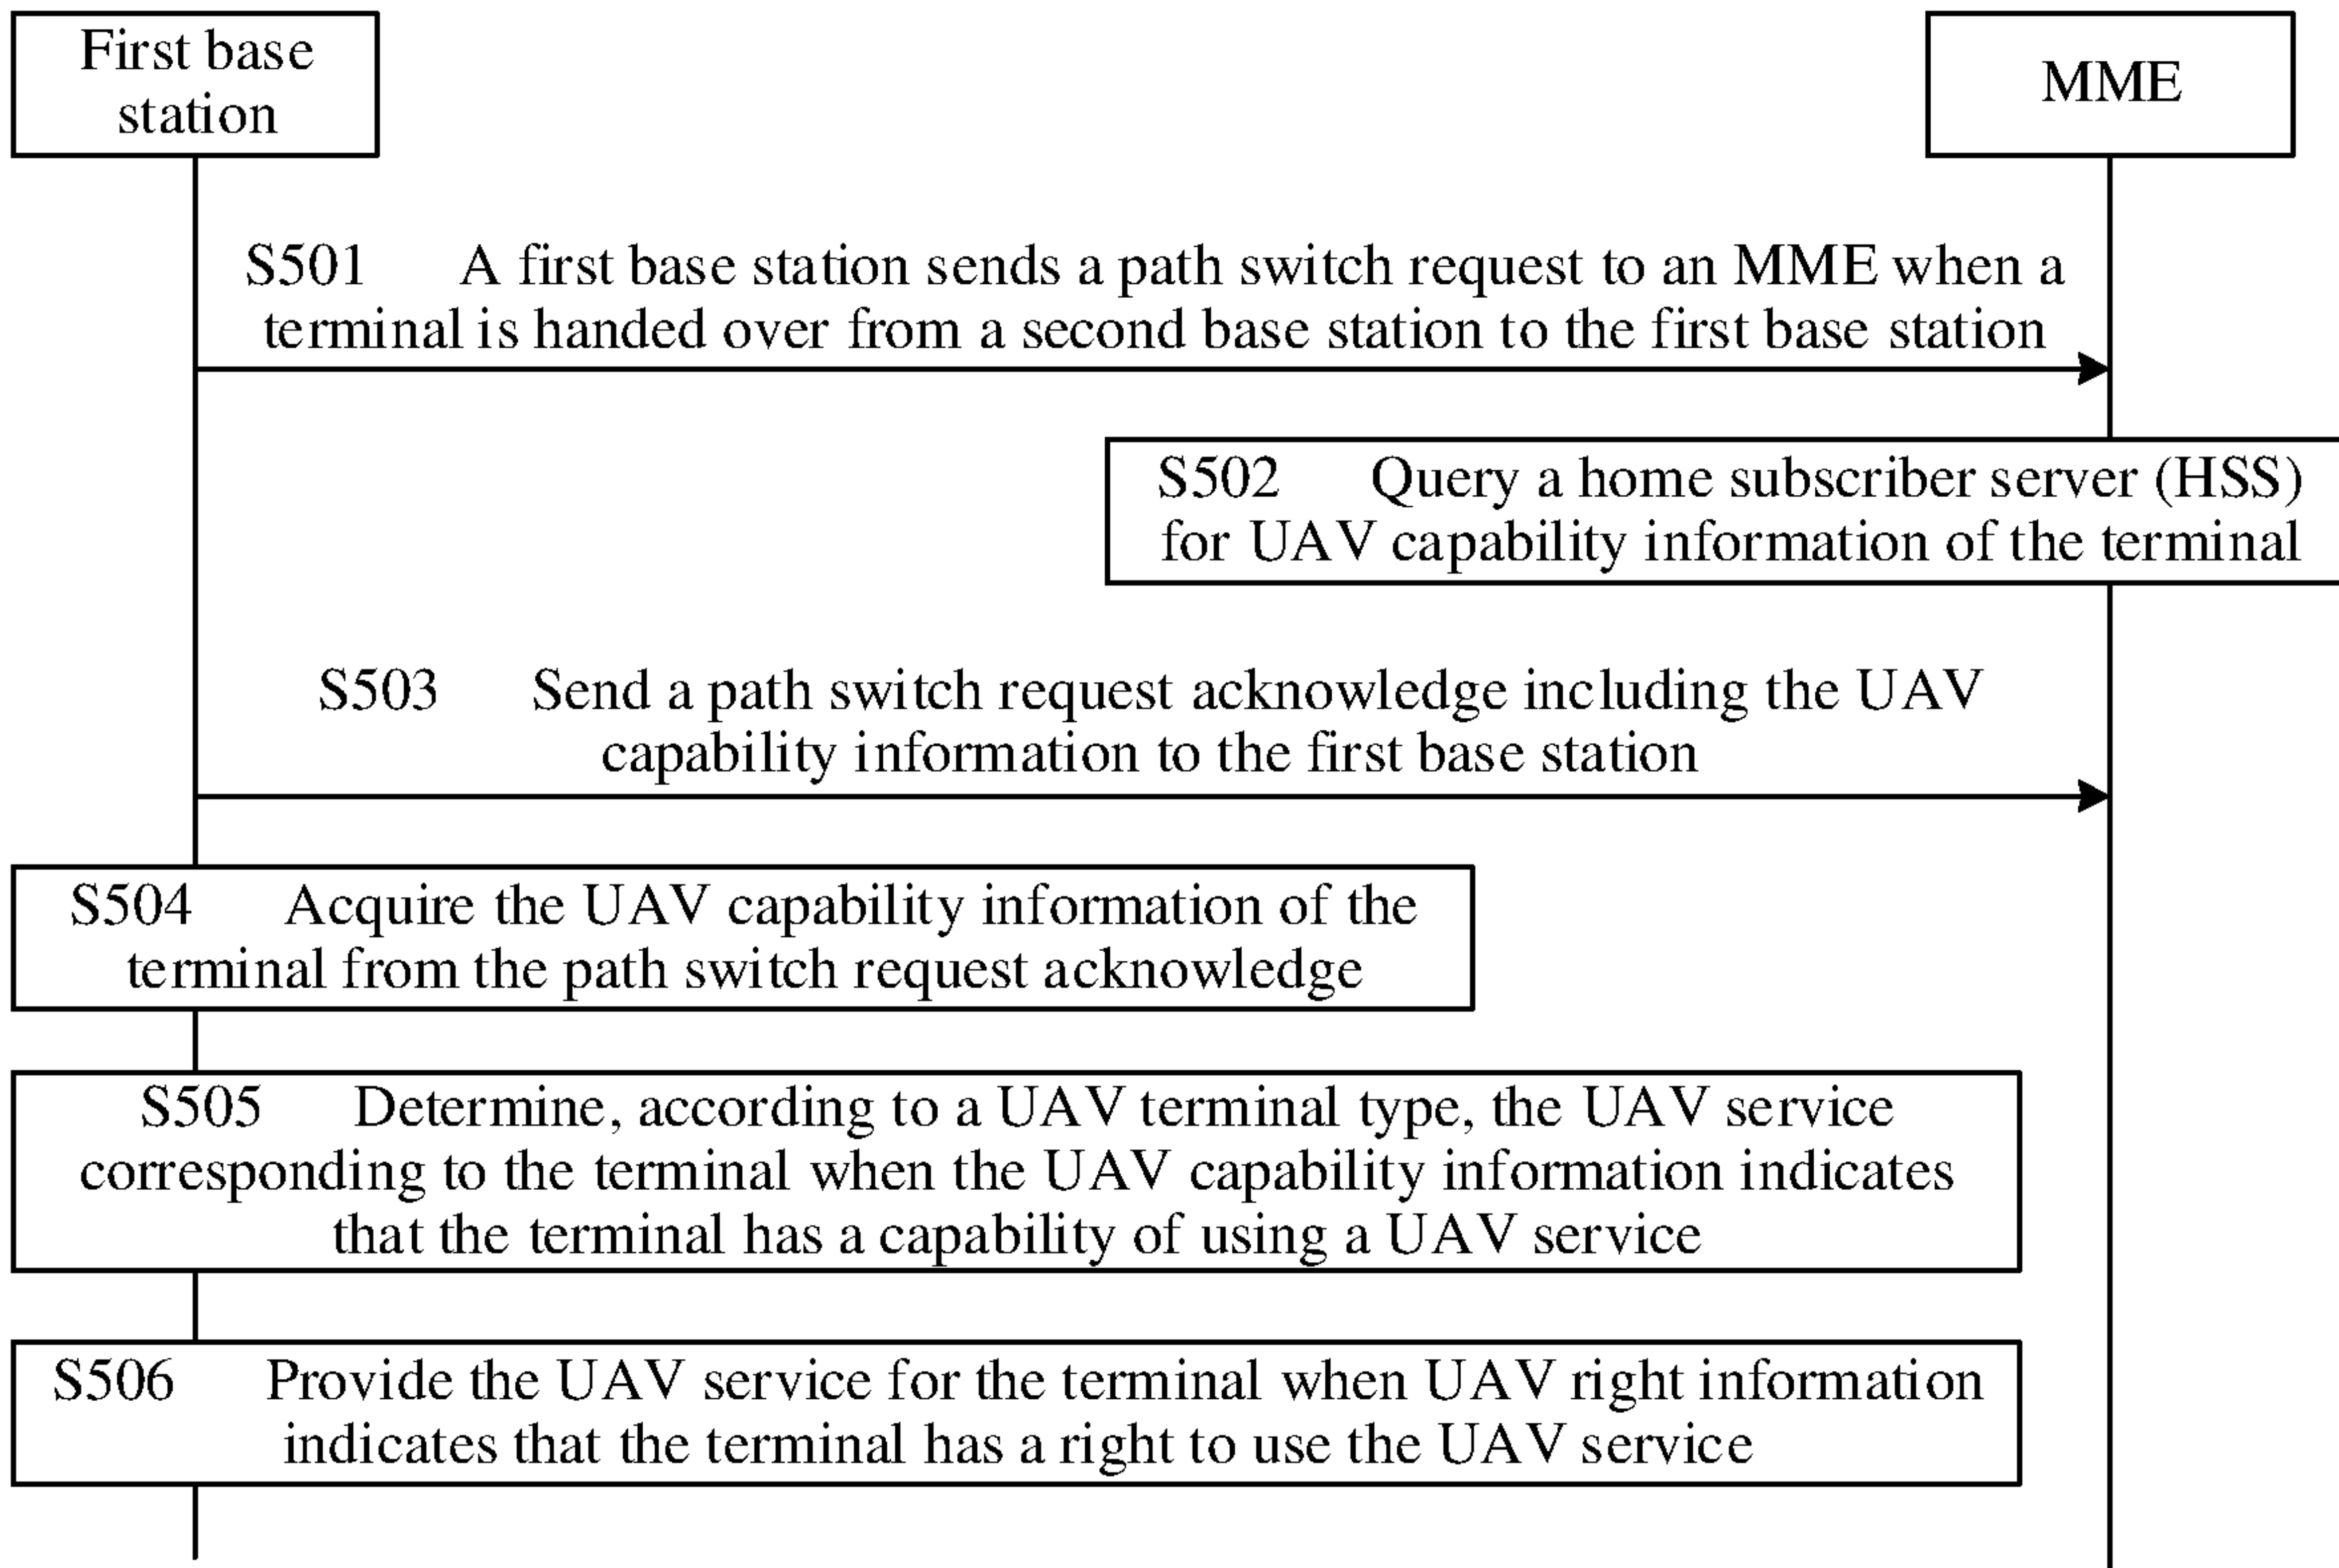 First base
station
MME
S501 A first base station sends a path switch request to an MME when a
terminal is handed over from a second base station to the first base station
S502 Query a home subscriber server (HSS)
for UAV capability information of the terminal
S503 Send a path switch request acknowledge including the UAV
capability information to the first base station
S504 Acquire the UAV capability information of the
terminal from the path switch request acknowledge
S505 Determine, according to a UAV terminal type, the UAV service
corresponding to the terminal when the UAV capability information indicates
that the terminal has a capability of using a UAV service
S506 Provide the UAV service for the terminal when UAV right information
indicates that the terminal has a right to use the UAV service